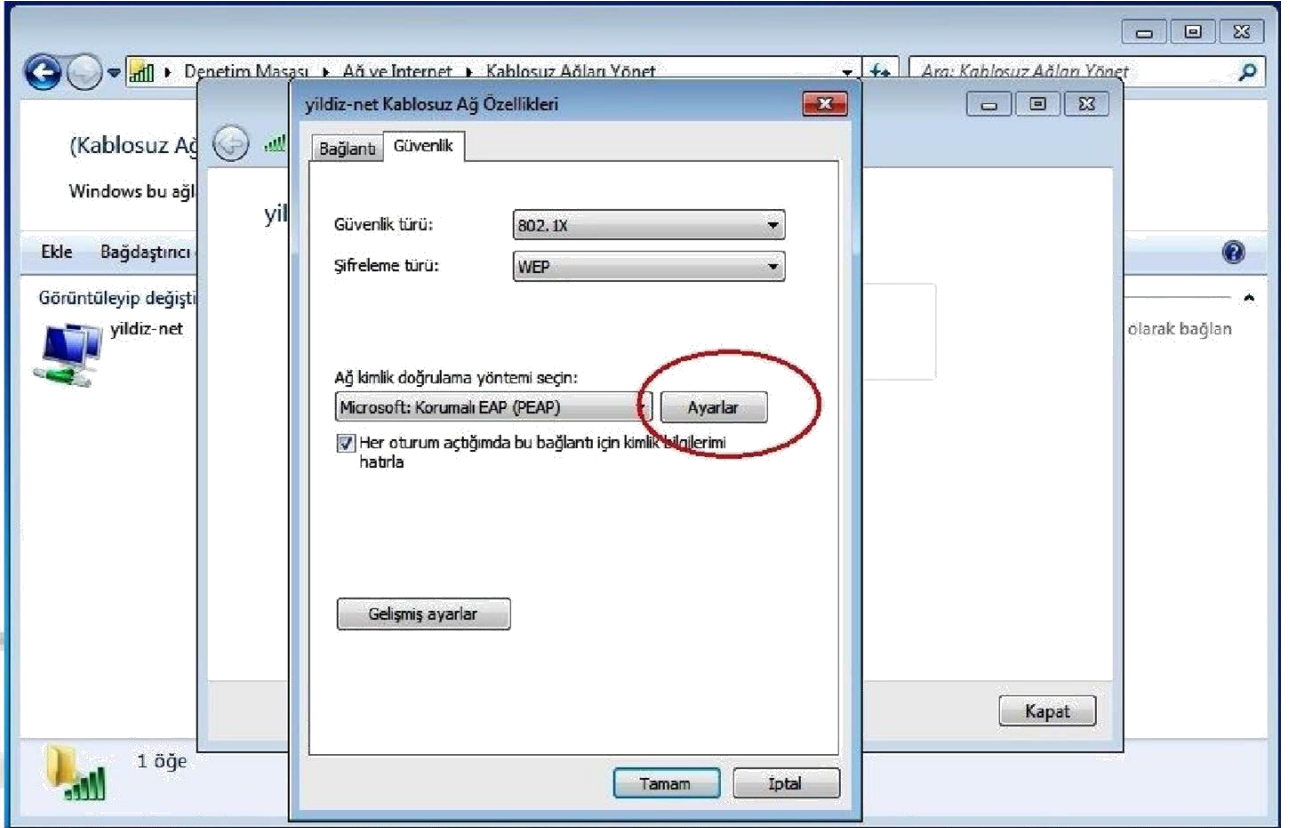 Denetim Masası ▸ Ağ ve Internet ▸ Kablosuz Ağları Yönet
Ara: Kablosuz Ağları Yönet
(Kablosuz Ağ
Windows bu ağl
Ekle Bağdaştırıcı
Görüntüleyip değişti
yildiz-net
olarak bağlan
1 öğe
yil
Kapat
yildiz-net Kablosuz Ağ Özellikleri
Bağlantı Güvenlik
Güvenlik türü: 802.1X
Şifreleme türü: WEP
Ağ kimlik doğrulama yöntemi seçin:
Microsoft: Korumalı EAP (PEAP) Ayarlar
Her oturum açtığımda bu bağlantı için kimlik bilgilerimi
hatırla
Gelişmiş ayarlar
Tamam İptal